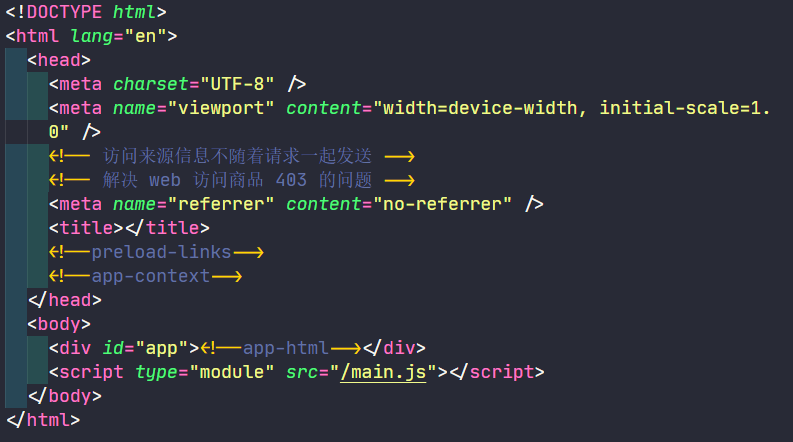 <!DOCTYPE html>
<html lang="en">
<head>
<meta charset="UTF-8" />
<meta name="viewport" content="width=device-width, initial-scale=1.
0" />
<!-- 访问来源信息不随着请求一起发送 -->
<!-- 解决 web 访问商品 403 的问题 -->
<meta name="referrer" content="no-referrer" />
<title></title>
<!--preload-links-->
<!--app-context-->
</head>
<body>
<div id="app"><!--app-html--></div>
<script type="module" src="/main.js"></script>
</body>
</html>